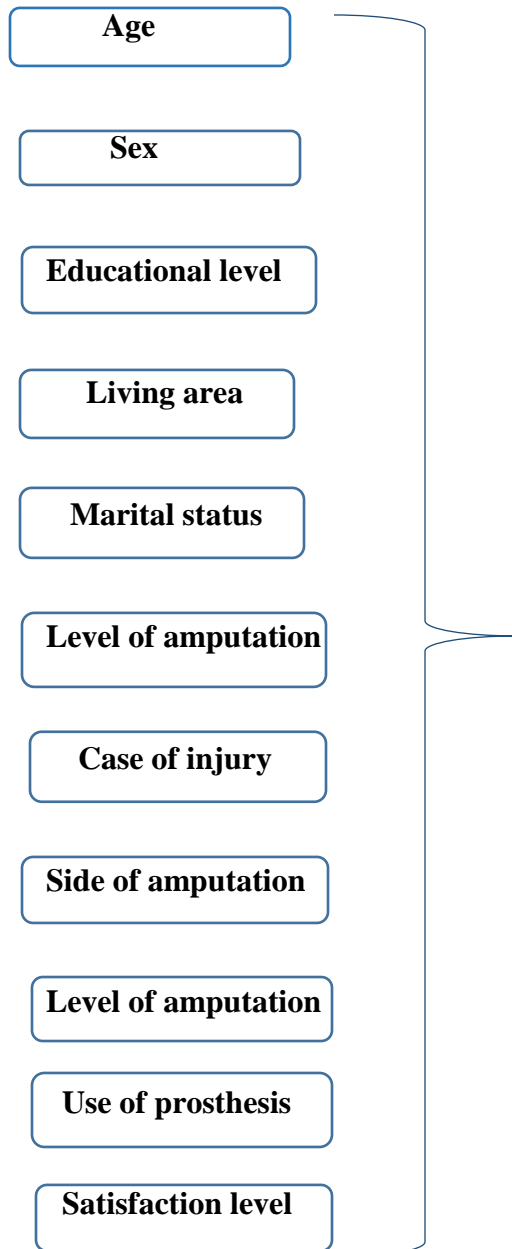 Age
Sex
Educational level
Living area
Marital status
Level of amputation
Case of injury
Side of amputation
Level of amputation
Use of prosthesis
Satisfaction level